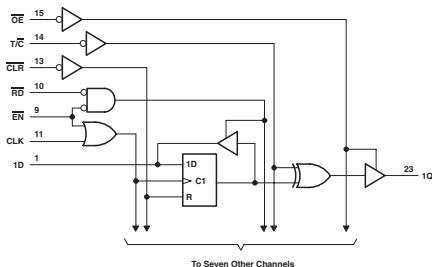 OE 15
T/C 14
CLR 13
RD 10
EN 9
CLK 11
1D 1
1D
C1
R
23 1Q
To Seven Other Channels